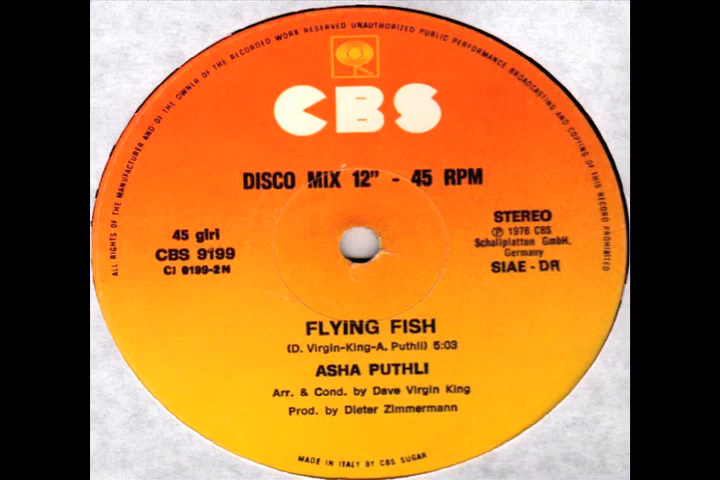 ALL RIGHTS OF THE MANUFACTURER AND OF THE OWNER OF THE RECORDED WORK RESERVED UNAUTHORIZED PUBLIC PERFORMANCE BROADCASTING AND COPYING OF THIS RECORD PROHIBITED
CBS
DISCO MIX 12" - 45 RPM
45 giri
CBS 9199
CI 9199-2N
STEREO
Ⓟ 1976 CBS
Schallplatten GmbH.
Germany
SIAE - DR
FLYING FISH
(D. Virgin-King-A. Puthli) 5:03
ASHA PUTHLI
Arr. & Cond. by Dave Virgin King
Prod. by Dieter Zimmermann
MADE IN ITALY BY CBS SUGAR